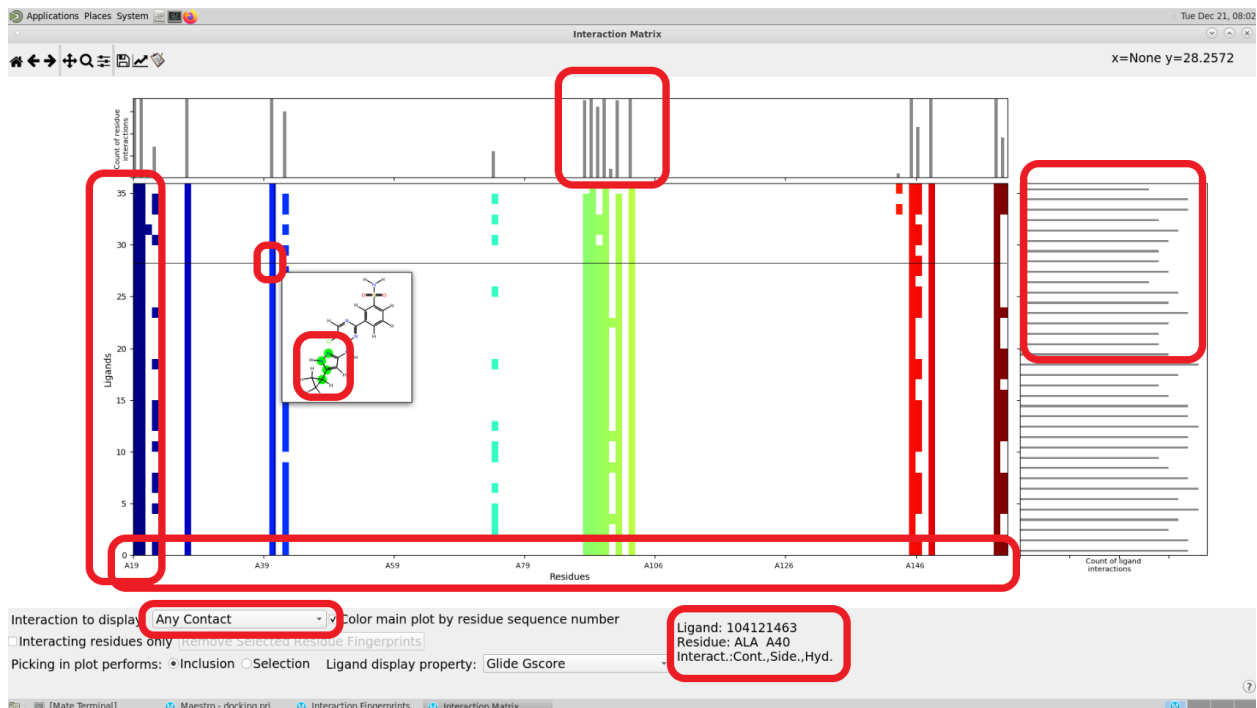 Applications Places System
Tue Dec 21, 08:02
Interaction Matrix
x=None y=28.2572
Count of residue
interactions
35
30
25
20
15
10
5
0
Ligands
A19 A39 A59 A79 A106 A126 A146
Residues
Count of ligand
interactions
Interaction to display Any Contact Color main plot by residue sequence number
Interacting residues only Remove Selected Residue Fingerprints
Picking in plot performs: Inclusion Selection Ligand display property: Glide Gscore
Ligand: 104121463
Residue: ALA A40
Interact.:Cont.,Side.,Hyd.
?
[Mate Terminal] Maestro - docking.prj Interaction Fingerprints Interaction Matrix